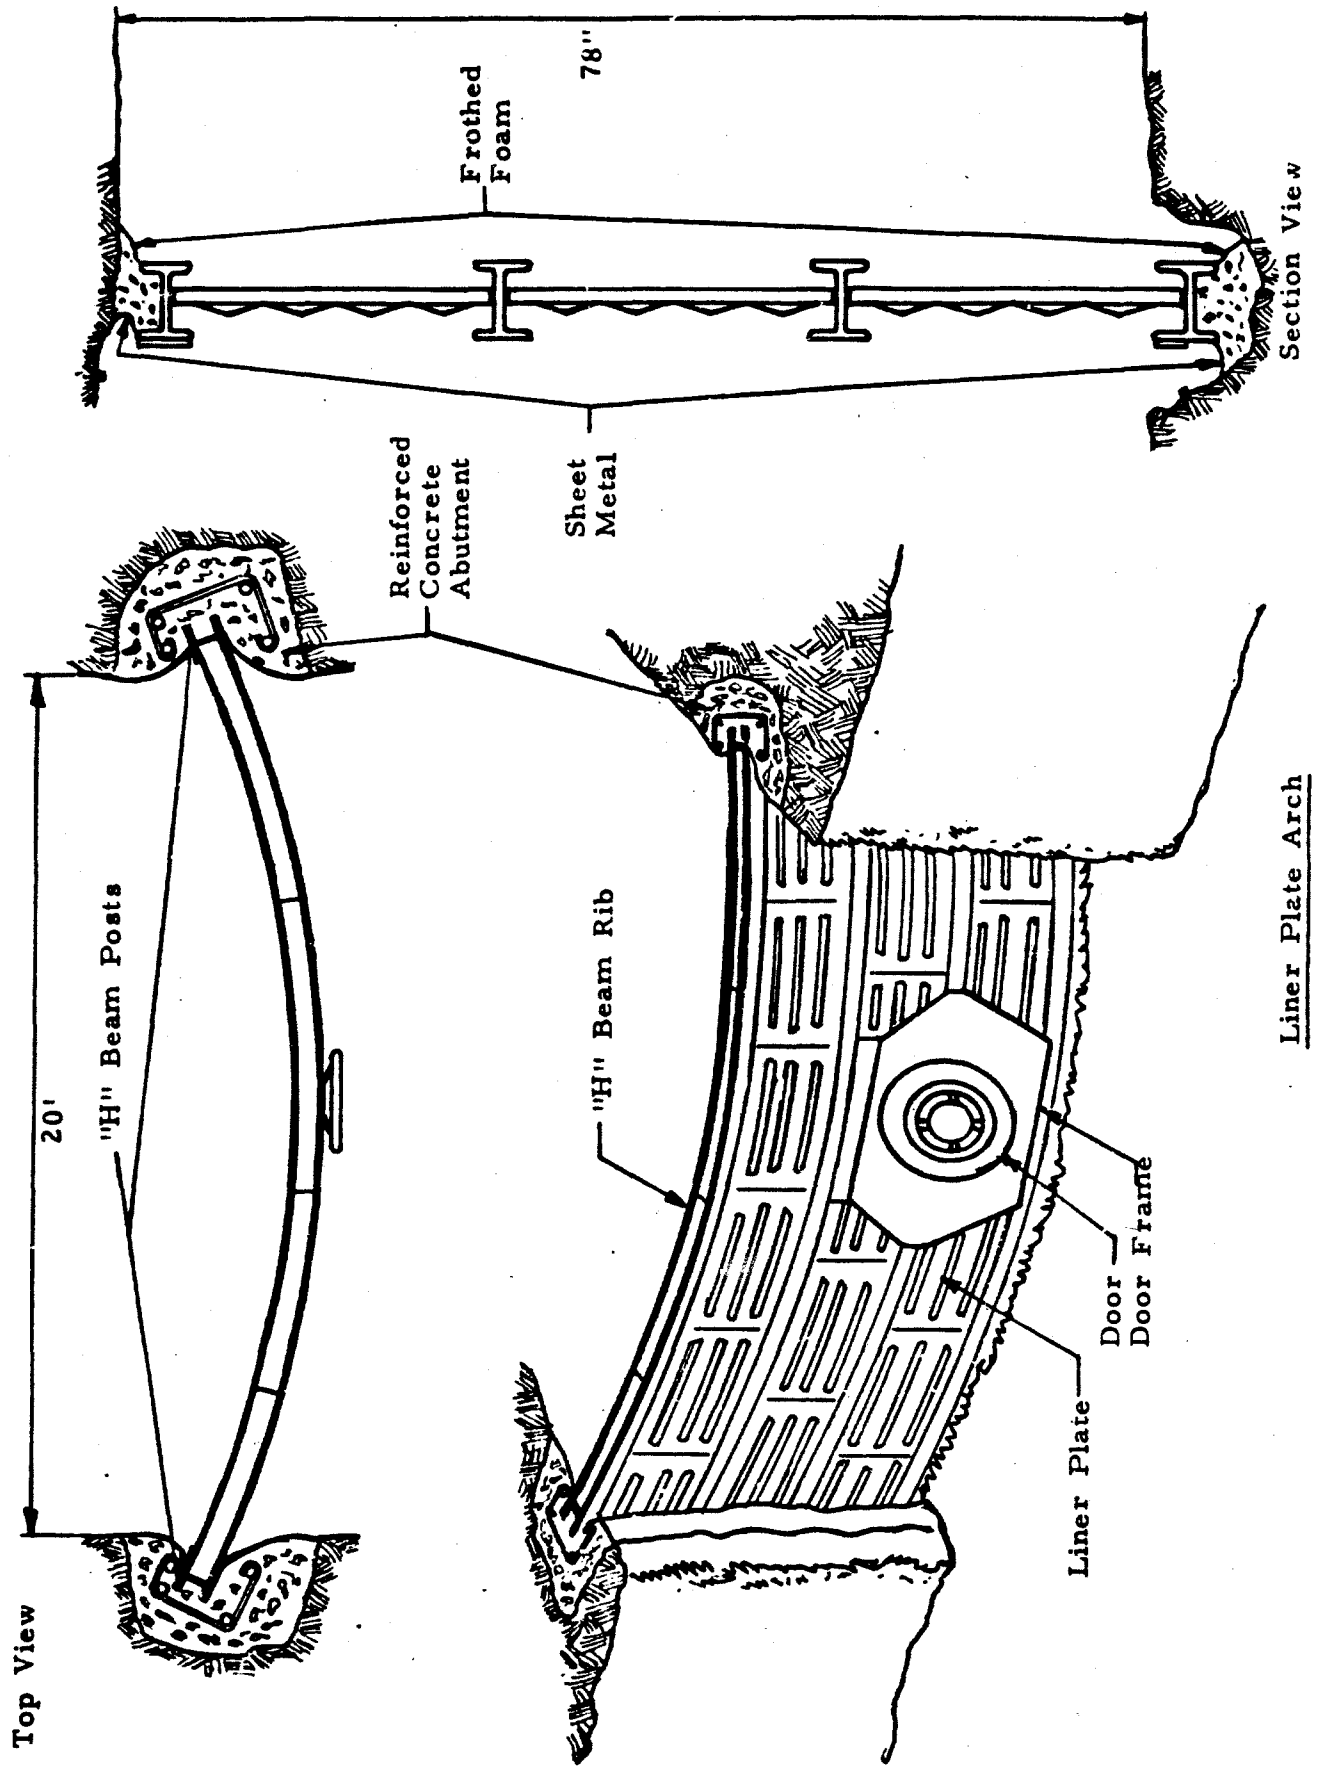 Top View
20'
"H" Beam Posts
Reinforced
Concrete
Abutment
Frothed
Foam
78"
Sheet
Metal
Section View
"H" Beam Rib
Liner Plate
Door
Door Frame
Liner Plate Arch